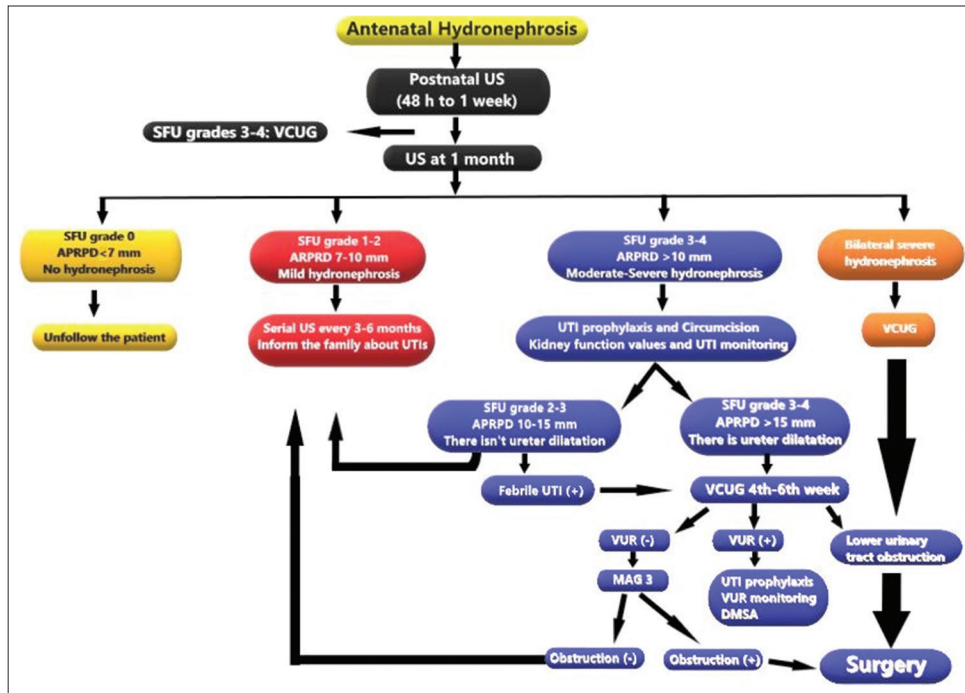 Antenatal Hydronephrosis
Postnatal US
(48 h to 1 week)
SFU grades 3-4: VCUG
US at 1 month
SFU grade 0
APRPD<7 mm
No hydronephrosis
SFU grade 1-2
ARPRD 7-10 mm
Mild hydronephrosis
SFU grade 3-4
ARPRD >10 mm
Moderate-Severe hydronephrosis
Bilateral severe
hydronephrosis
Unfollow the patient
Serial US every 3-6 months
Inform the family about UTIs
UTI prophylaxis and Circumcision
Kidney function values and UTI monitoring
VCUG
SFU grade 2-3
APRPD 10-15 mm
There isn't ureter dilatation
SFU grade 3-4
APRPD >15 mm
There is ureter dilatation
Febrile UTI (+)
VCUG 4th-6th week
VUR (-)
VUR (+)
Lower urinary
tract obstruction
MAG 3
UTI prophylaxis
VUR monitoring
DMSA
Obstruction (-)
Obstruction (+)
Surgery